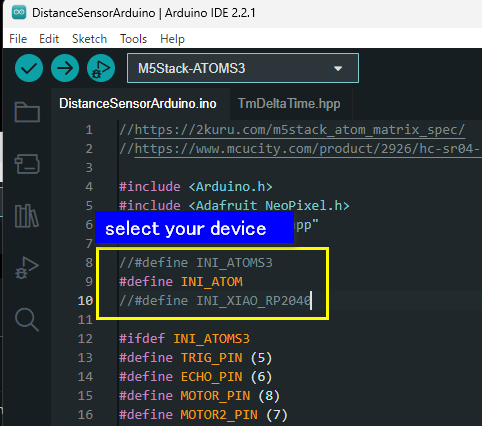 DistanceSensorArduino | Arduino IDE 2.2.1
File Edit Sketch Tools Help
M5Stack-ATOMS3
DistanceSensorArduino.ino TmDeltaTime.hpp
1 //https://2kuru.com/m5stack_atom_matrix_spec/
2 //https://www.mcucity.com/product/2926/hc-sr04-
3
4 #include <Arduino.h>
5 #include <Adafruit_NeoPixel.h>
select your device
6 pp"
7
8 //#define INI_ATOMS3
9 #define INI_ATOM
10 //#define INI_XIAO_RP2040
11
12 #ifdef INI_ATOMS3
13 #define TRIG_PIN (5)
14 #define ECHO_PIN (6)
15 #define MOTOR_PIN (8)
16 #define MOTOR2_PIN (7)